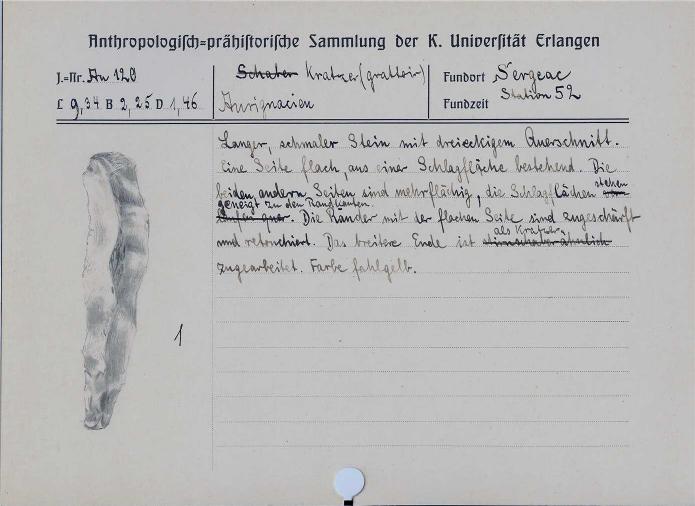 Anthropologisch=prähistorische Sammlung der K. Universität Erlangen
J.=Nr. Au 120
L 9,34 B 2,25 D 1,46
Schaber Kratzer (grattoir)
Aurignacien
Fundort Sergeac
Fundzeit Station 52
Langer, schmaler Stein mit dreieckigem Querschnitt.
Eine Seite flach, aus einer Schlagfläche bestehend. Die
beiden andern Seiten sind mehrflächig, die Schlagflächen stehen
geneigt zu den Randkanten.
quer. Die Ränder mit der flachen Seite sind zugeschärft
und retouchiert. Das breitere Ende ist als Kratzer stirnschaberähnlich
zugearbeitet. Farbe fahlgelb.
1